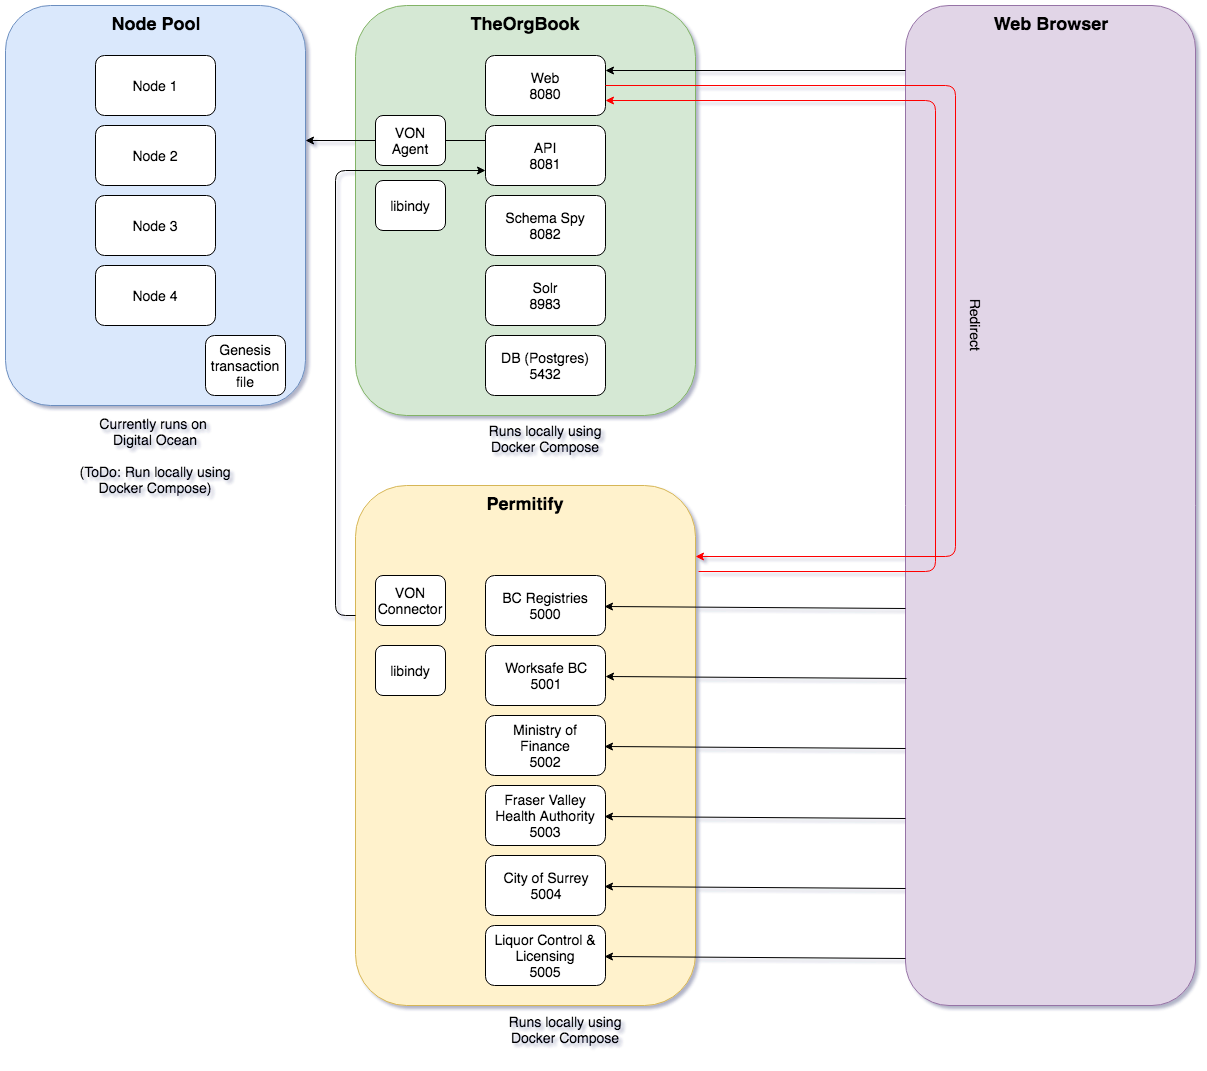 Node Pool
Node 1
Node 2
Node 3
Node 4
Genesis
transaction
file
Currently runs on
Digital Ocean
(ToDo: Run locally using
Docker Compose)
TheOrgBook
Web
8080
VON
Agent
API
8081
libindy
Schema Spy
8082
Solr
8983
DB (Postgres)
5432
Runs locally using
Docker Compose
Web Browser
Redirect
Permitify
VON
Connector
BC Registries
5000
libindy
Worksafe BC
5001
Ministry of
Finance
5002
Fraser Valley
Health Authority
5003
City of Surrey
5004
Liquor Control &
Licensing
5005
Runs locally using
Docker Compose